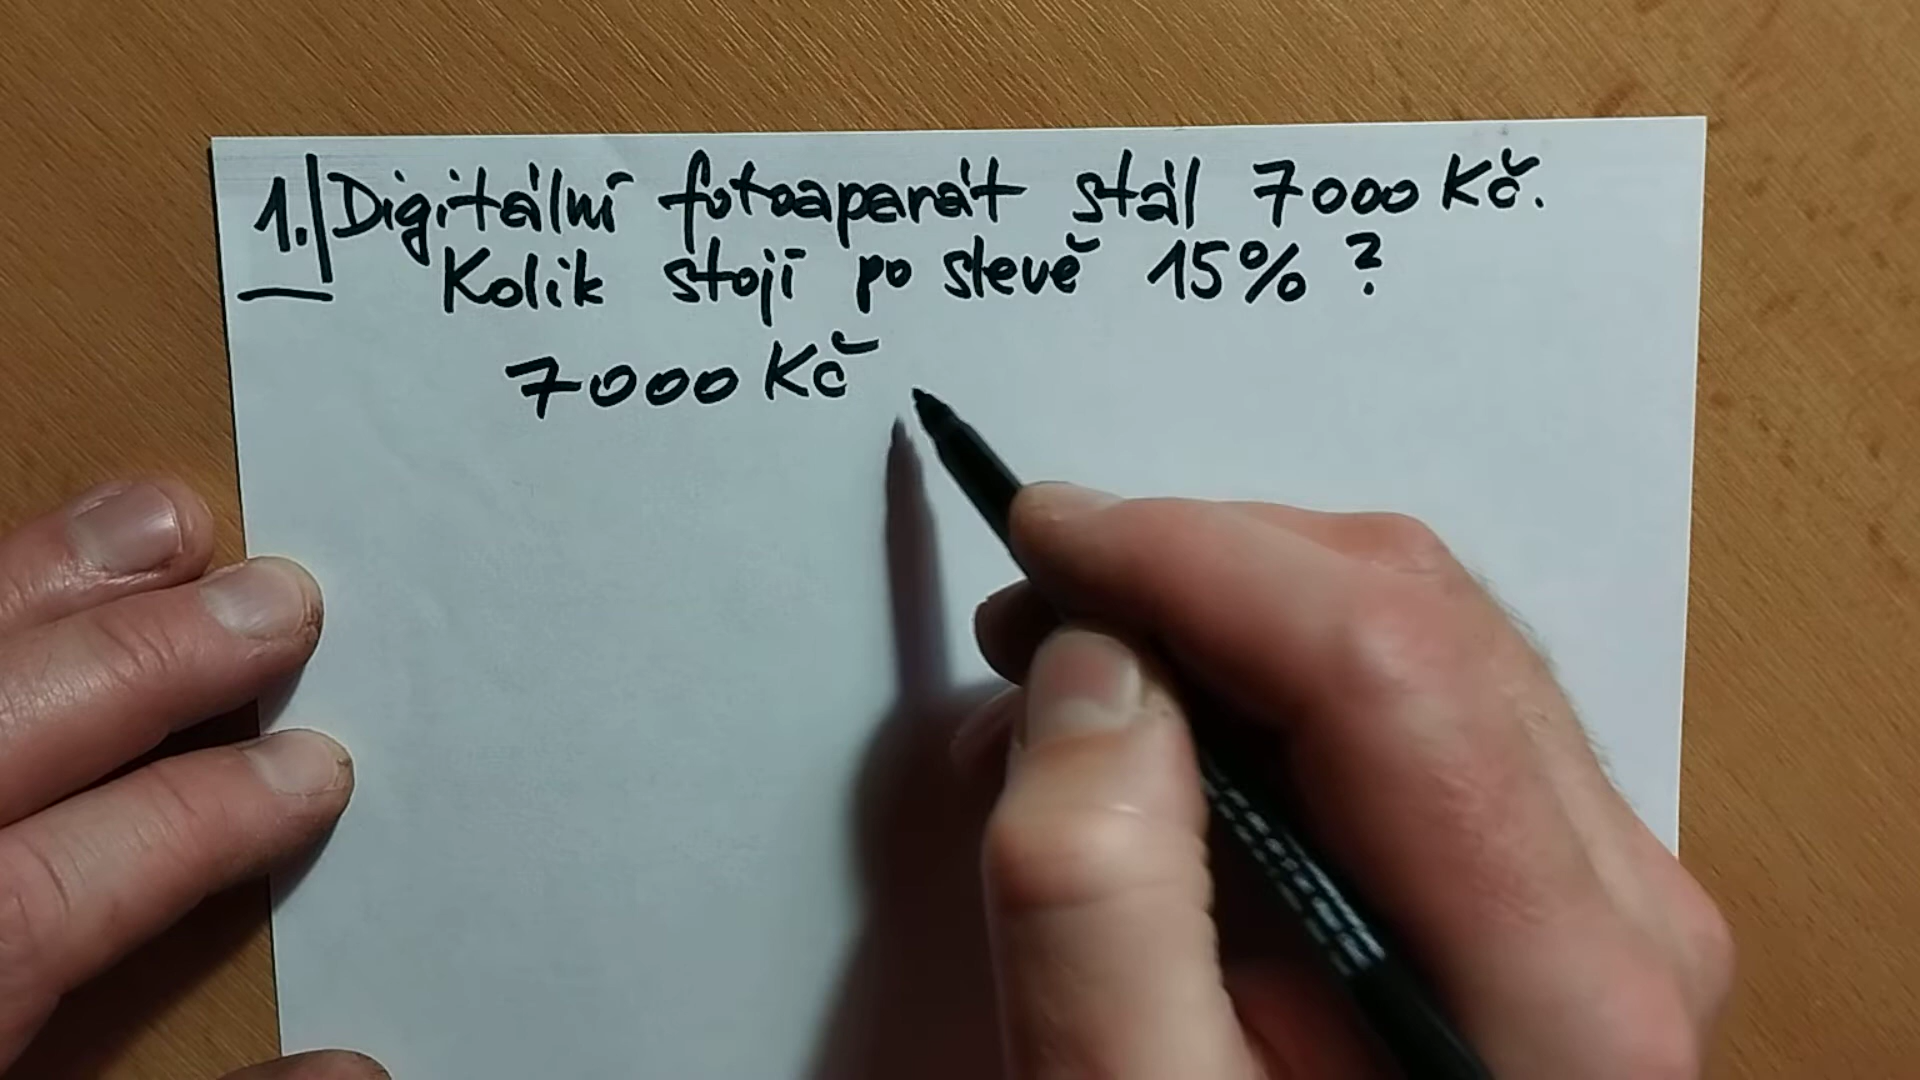 1. Digitální fotoaparát stál 7000 Kč.
Kolik stojí po slevě 15% ?
7000 Kč